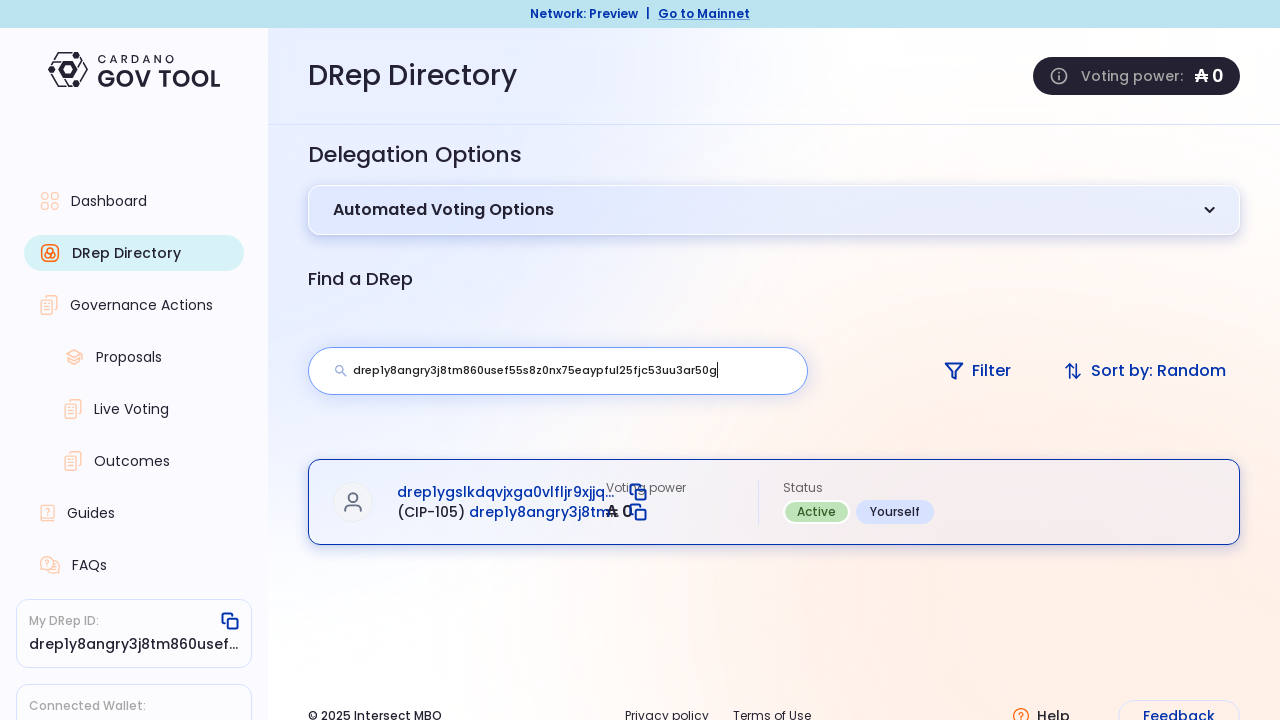 Network: Preview | Go to Mainnet
CARDANO
GOV TOOL
DRep Directory
Voting power: ₳ 0
Delegation Options
Automated Voting Options
Find a DRep
Dashboard
DRep Directory
Governance Actions
Proposals
Live Voting
Outcomes
Guides
FAQs
My DRep ID:
drep1y8angry3j8tm860usef...
Connected Wallet:
drep1y8angry3j8tm860usef55s8z0nx75eaypful25fjc53uu3ar50g
Filter
Sort by: Random
drep1ygslkdqvjxga0vlfljr9xjjq...
(CIP-105) drep1y8angry3j8tm...
Voting power
₳ 0
Status
Active
Yourself
© 2025 Intersect MBO
Privacy policy
Terms of Use
Help
Feedback